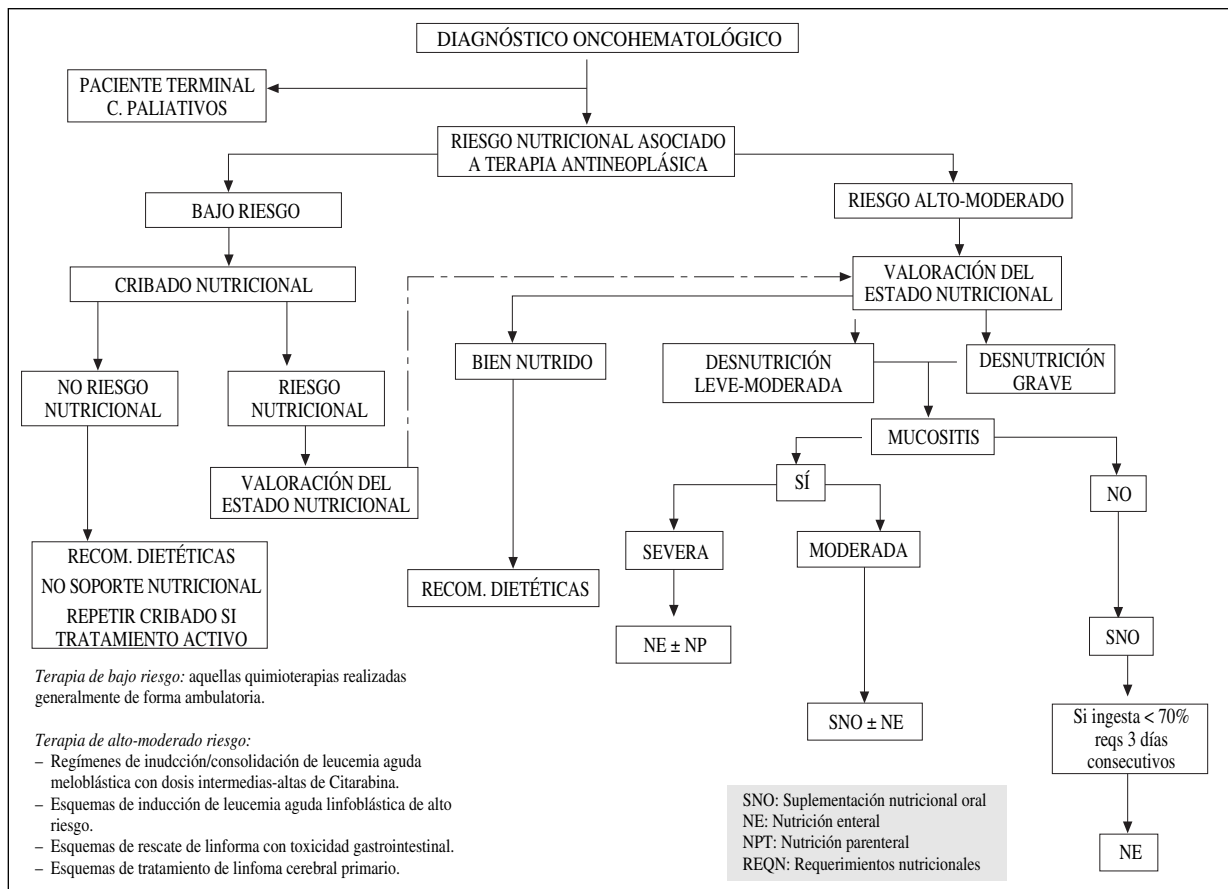 DIAGNÓSTICO ONCOHEMATOLÓGICO
PACIENTE TERMINAL
C. PALIATIVOS
RIESGO NUTRICIONAL ASOCIADO
A TERAPIA ANTINEOPLÁSICA
BAJO RIESGO
RIESGO ALTO-MODERADO
CRIBADO NUTRICIONAL
VALORACIÓN DEL
ESTADO NUTRICIONAL
NO RIESGO
NUTRICIONAL
RIESGO
NUTRICIONAL
BIEN NUTRIDO
DESNUTRICIÓN
LEVE-MODERADA
DESNUTRICIÓN
GRAVE
VALORACIÓN DEL
ESTADO NUTRICIONAL
MUCOSITIS
SÍ
NO
SEVERA
MODERADA
RECOM. DIETÉTICAS
NO SOPORTE NUTRICIONAL
REPETIR CRIBADO SI
TRATAMIENTO ACTIVO
RECOM. DIETÉTICAS
NE ± NP
SNO ± NE
SNO
Si ingesta < 70%
reqs 3 días
consecutivos
NE
Terapia de bajo riesgo: aquellas quimioterapias realizadas
generalmente de forma ambulatoria.
Terapia de alto-moderado riesgo:
– Regímenes de inudcción/consolidación de leucemia aguda
meloblástica con dosis intermedias-altas de Citarabina.
– Esquemas de inducción de leucemia aguda linfoblástica de alto
riesgo.
– Esquemas de rescate de linforma con toxicidad gastrointestinal.
– Esquemas de tratamiento de linfoma cerebral primario.
SNO: Suplementación nutricional oral
NE: Nutrición enteral
NPT: Nutrición parenteral
REQN: Requerimientos nutricionales